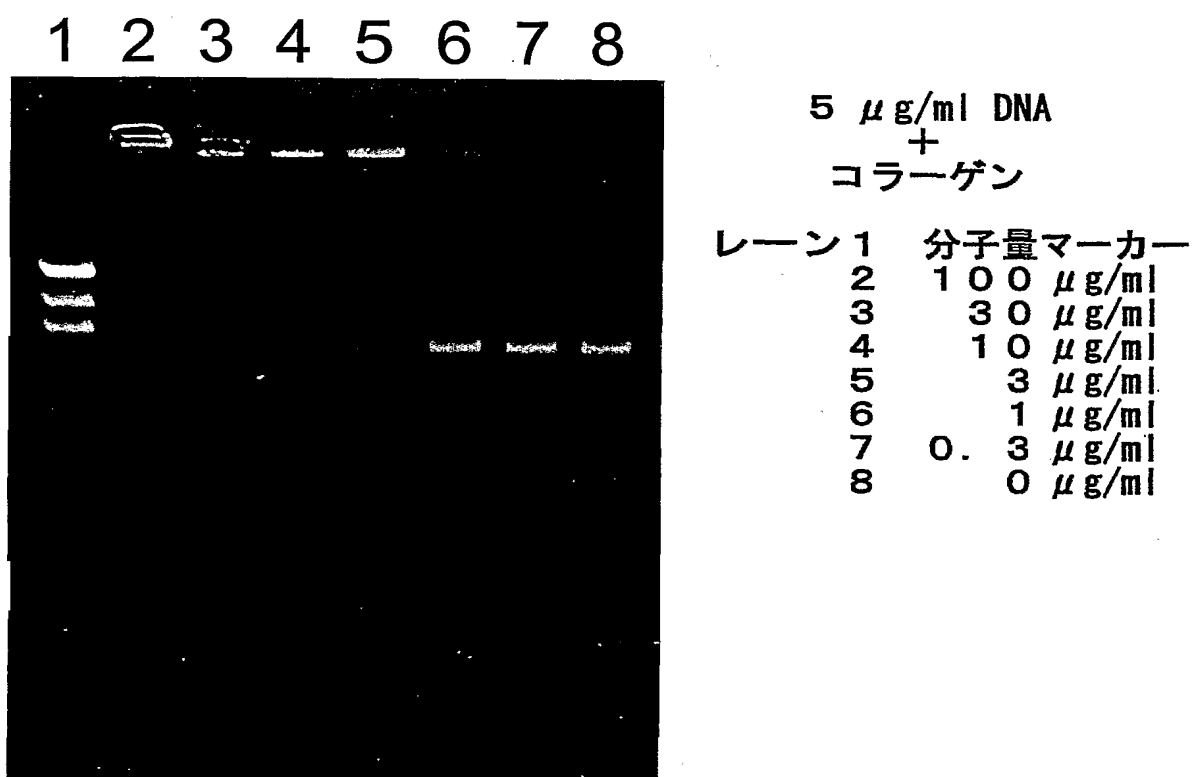 1 2 3 4 5 6 7 8
5 μg/ml DNA
+
コラーゲン
レーン1 分子量マーカー
2 100 μg/ml
3 30 μg/ml
4 10 μg/ml
5 3 μg/ml
6 1 μg/ml
7 0.3 μg/ml
8 0 μg/ml